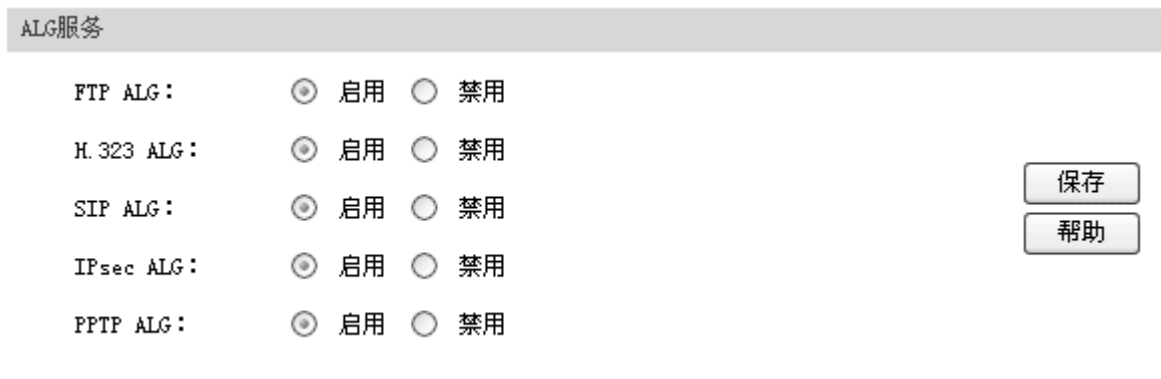 ALG服务
FTP ALG： 启用 禁用
H.323 ALG： 启用 禁用
SIP ALG： 启用 禁用
保存
帮助
IPsec ALG： 启用 禁用
PPTP ALG： 启用 禁用